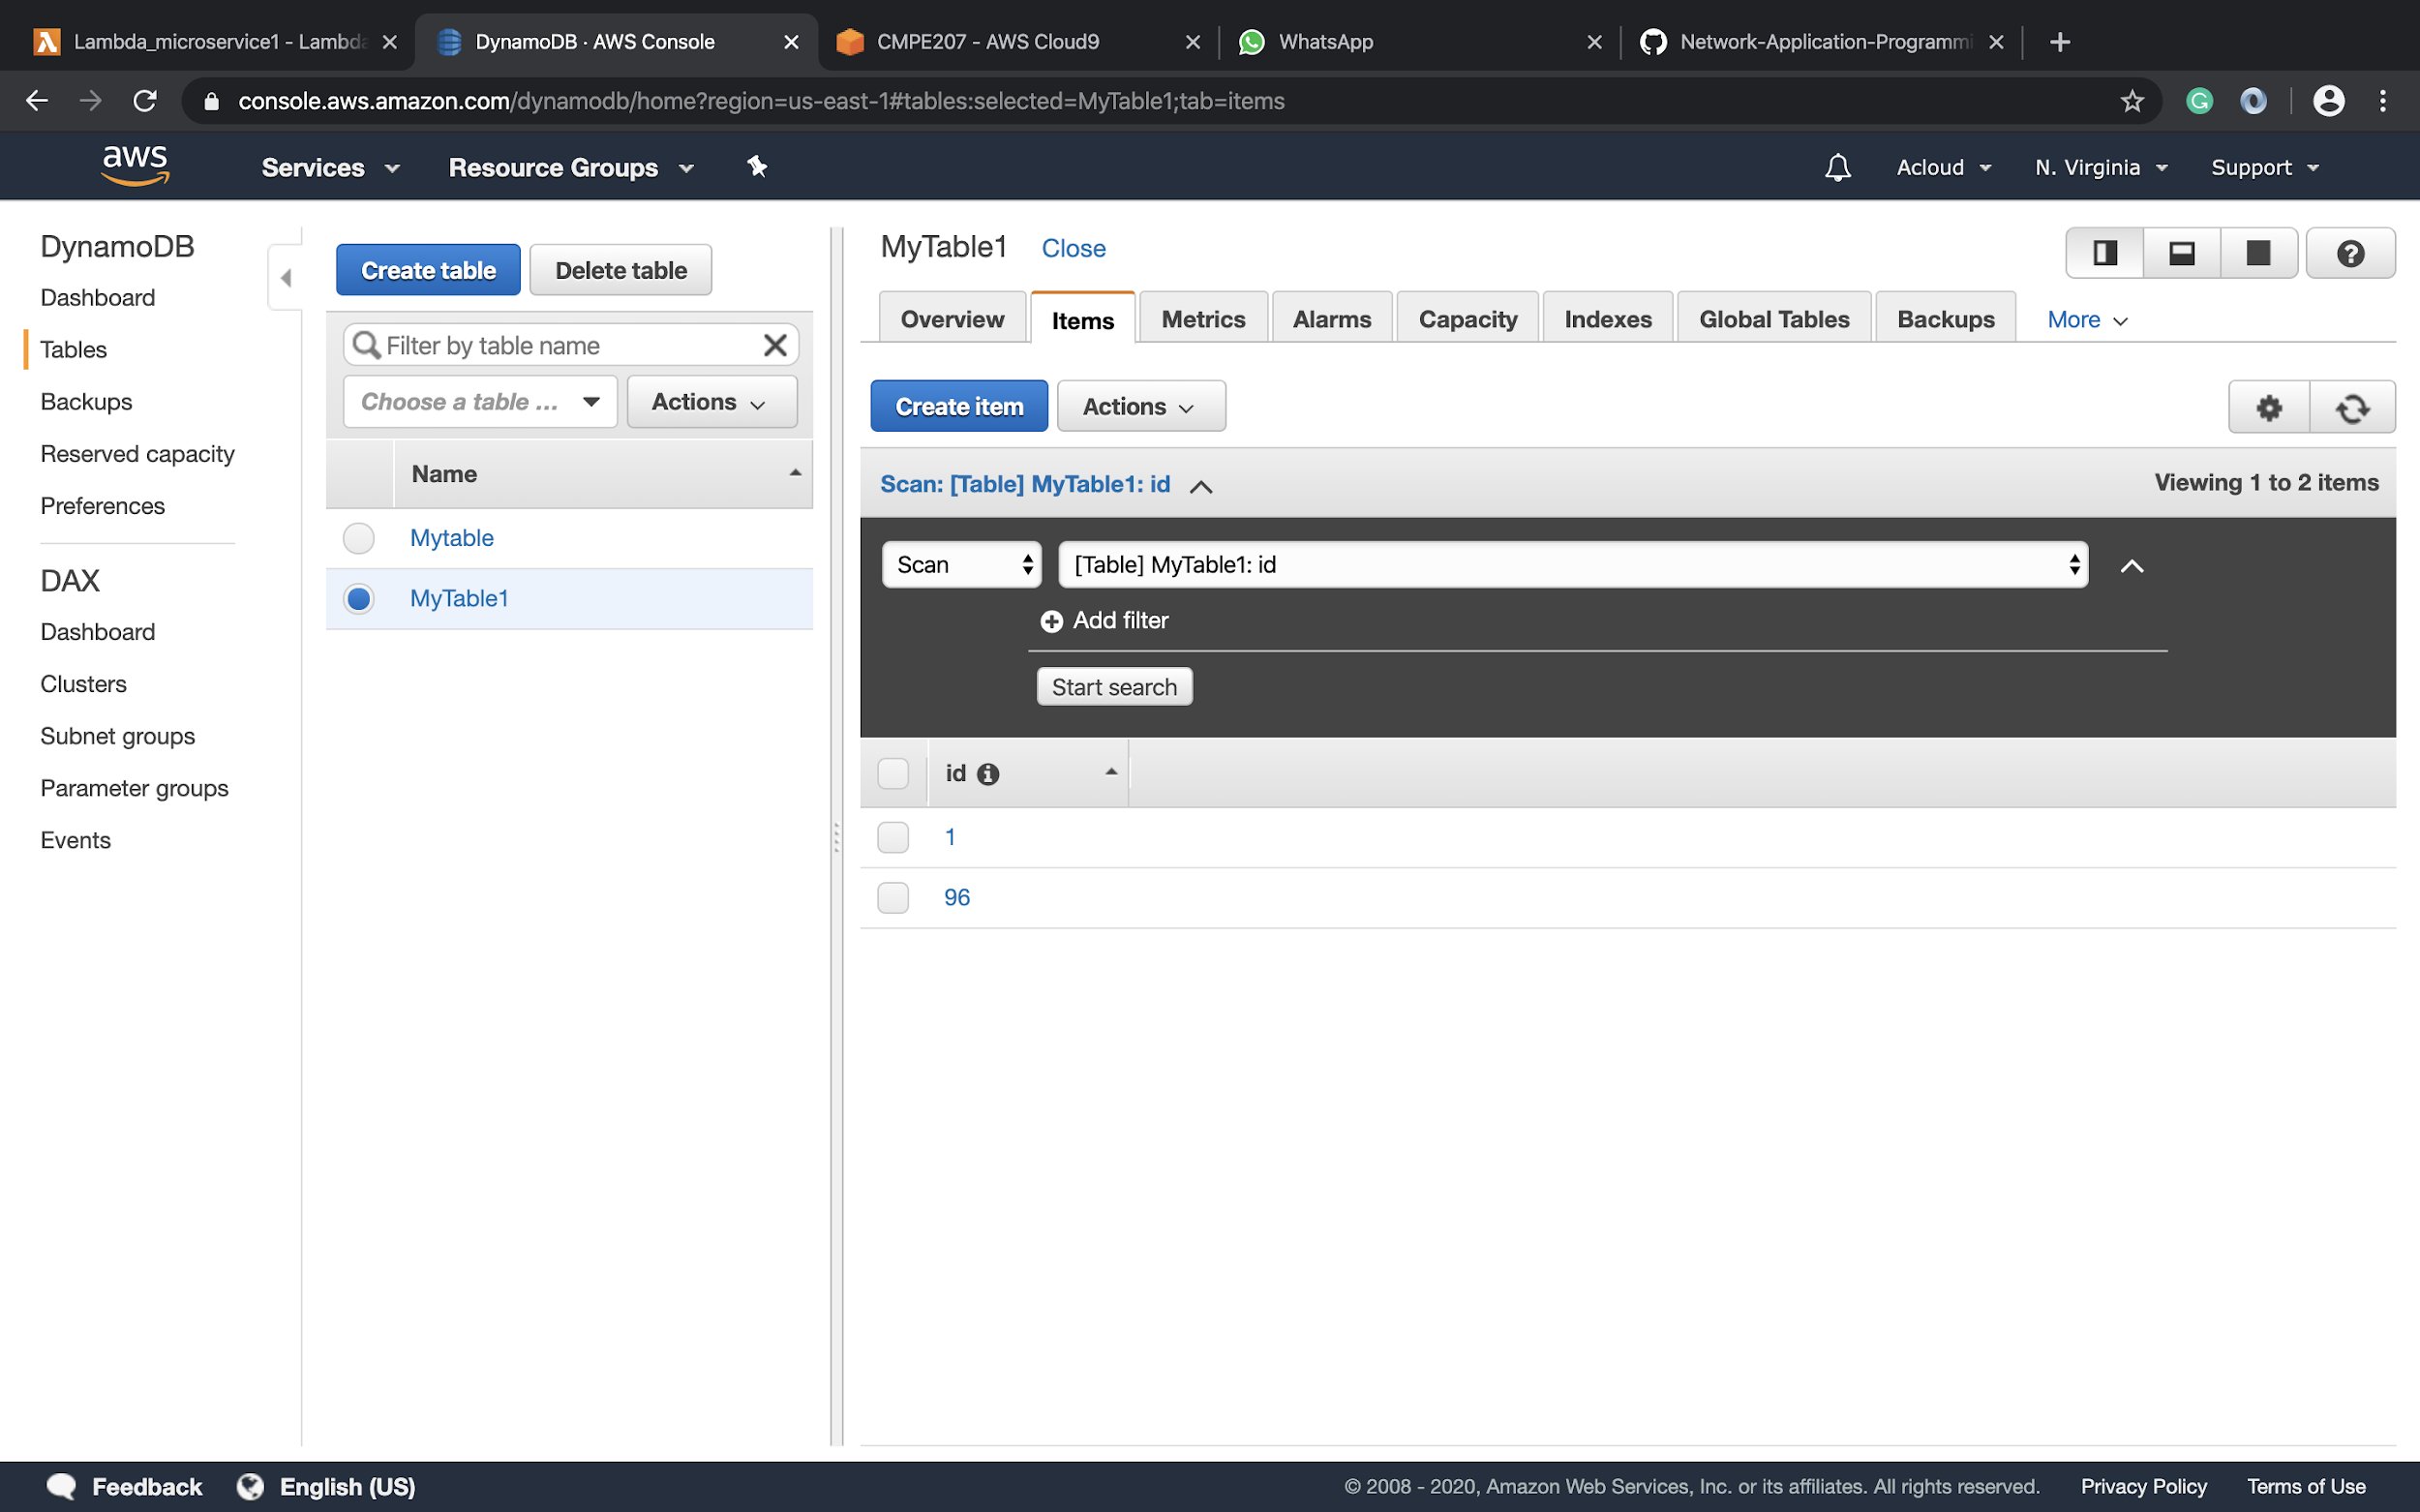 Lambda_microservice1 - Lambda
DynamoDB · AWS Console
CMPE207 - AWS Cloud9
WhatsApp
Network-Application-Programmi
console.aws.amazon.com/dynamodb/home?region=us-east-1#tables:selected=MyTable1;tab=items
aws
Services
Resource Groups
Acloud
N. Virginia
Support
DynamoDB
Dashboard
Tables
Backups
Reserved capacity
Preferences
DAX
Dashboard
Clusters
Subnet groups
Parameter groups
Events
Create table
Delete table
Filter by table name
Choose a table ...
Actions
Name
Mytable
MyTable1
MyTable1
Close
Overview
Items
Metrics
Alarms
Capacity
Indexes
Global Tables
Backups
More
Create item
Actions
Scan: [Table] MyTable1: id
Viewing 1 to 2 items
Scan
[Table] MyTable1: id
Add filter
Start search
id
1
96
Feedback
English (US)
© 2008 - 2020, Amazon Web Services, Inc. or its affiliates. All rights reserved.
Privacy Policy
Terms of Use